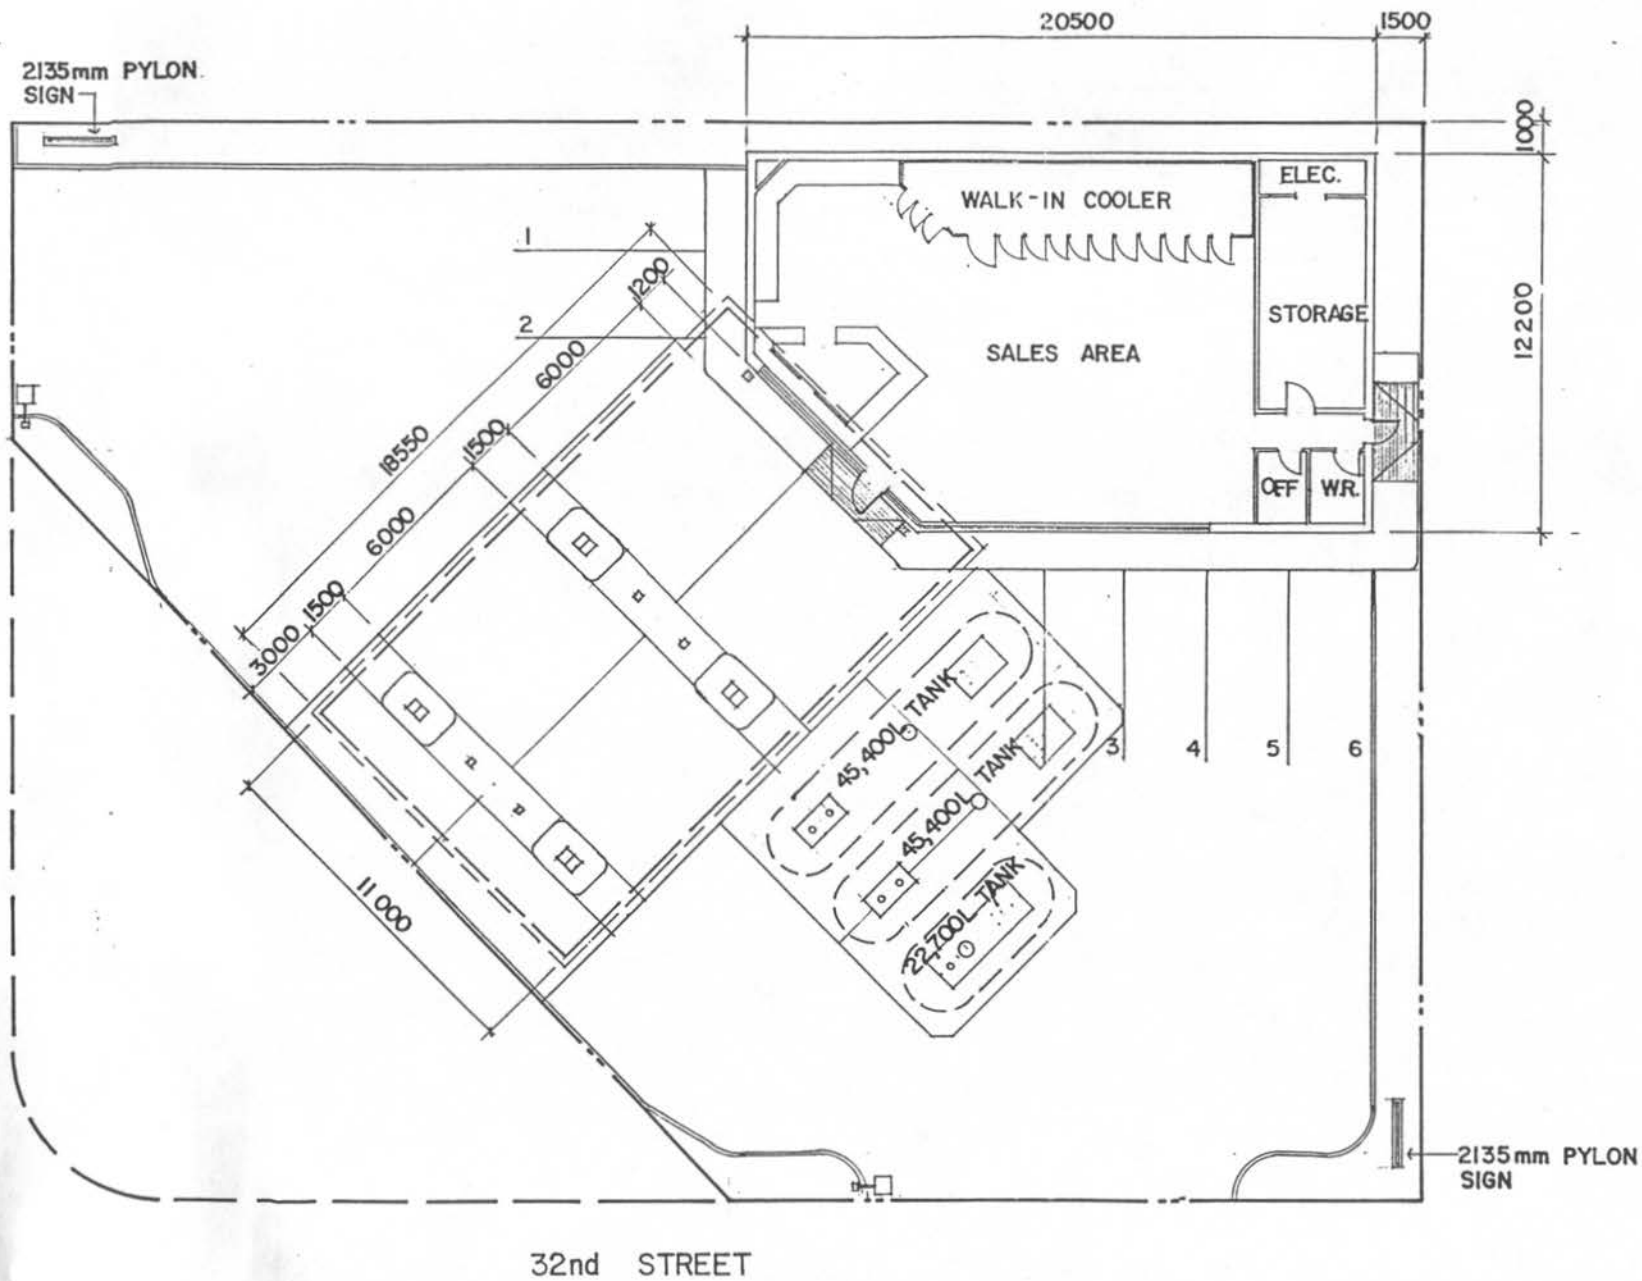 20500
1500
2135mm PYLON
SIGN
1000
ELEC.
WALK-IN COOLER
1
1200
STORAGE
12200
2
SALES AREA
6000
18550
1500
OFF
W.R.
6000
1500
3000
45,400L TANK
3
4
5
6
45,400L TANK
22,700L TANK
11000
2135mm PYLON
SIGN
32nd STREET